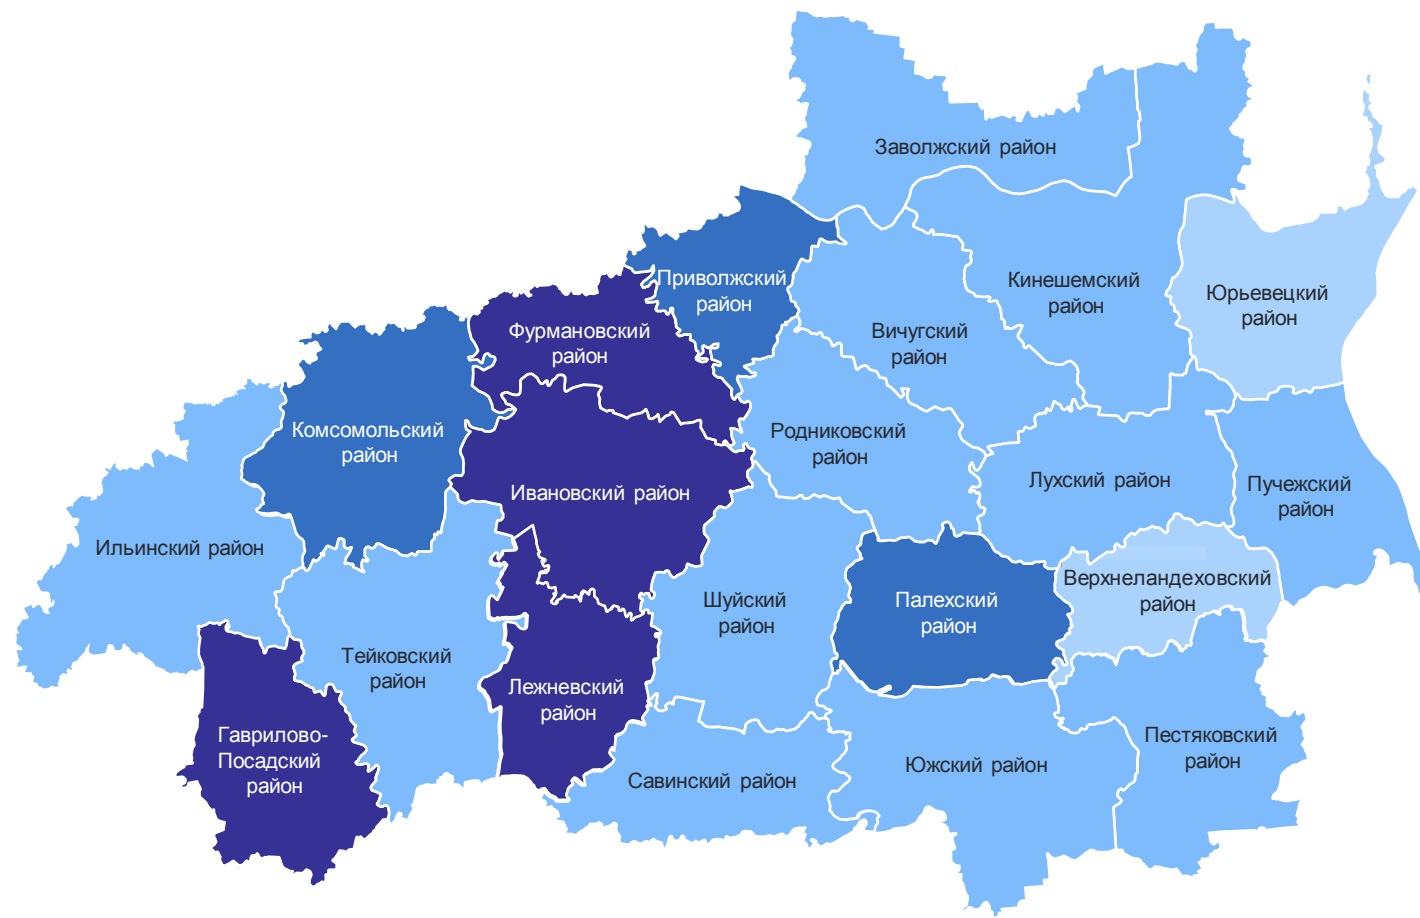 Заволжский район
Приволжский
район
Кинешемский
район
Юрьевецкий
район
Фурмановский
район
Вичугский
район
Комсомольский
район
Родниковский
район
Лухский район
Пучежский
район
Ивановский район
Ильинский район
Верхнеландеховский
район
Шуйский
район
Палехский
район
Тейковский
район
Лежневский
район
Гаврилово-
Посадский
район
Пестяковский
район
Южский район
Савинский район